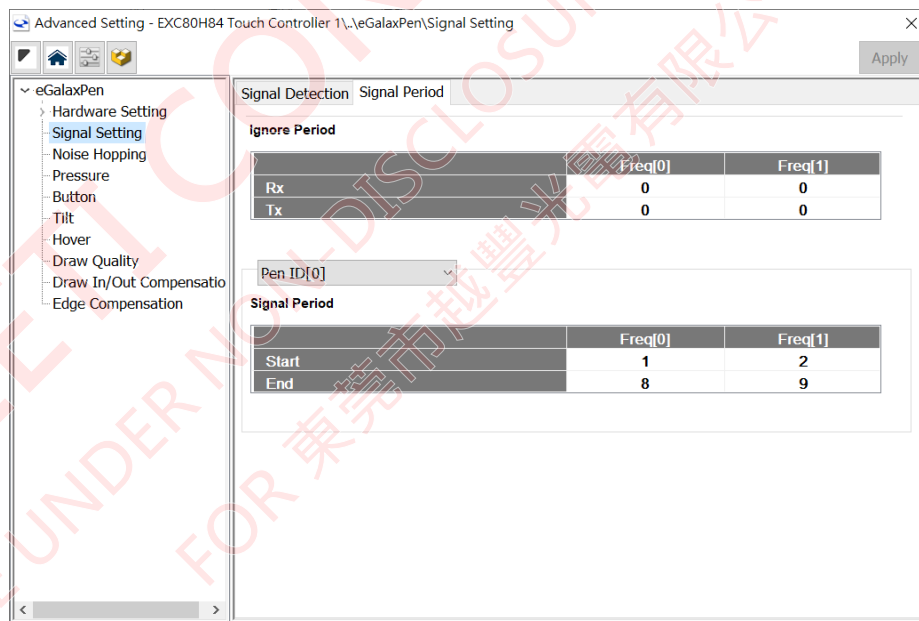 Advanced Setting - EXC80H84 Touch Controller 1\..\eGalaxPen\Signal Setting
Apply
eGalaxPen
Hardware Setting
Signal Setting
Noise Hopping
Pressure
Button
Tilt
Hover
Draw Quality
Draw In/Out Compensatio
Edge Compensation
Signal Detection Signal Period
Ignore Period
Freq[0] Freq[1]
Rx 0 0
Tx 0 0
Pen ID[0]
Signal Period
Freq[0] Freq[1]
Start 1 2
End 8 9
EETI CON
UNDER NON-DISCLOSUR
FOR 東莞市越豐光電有限公